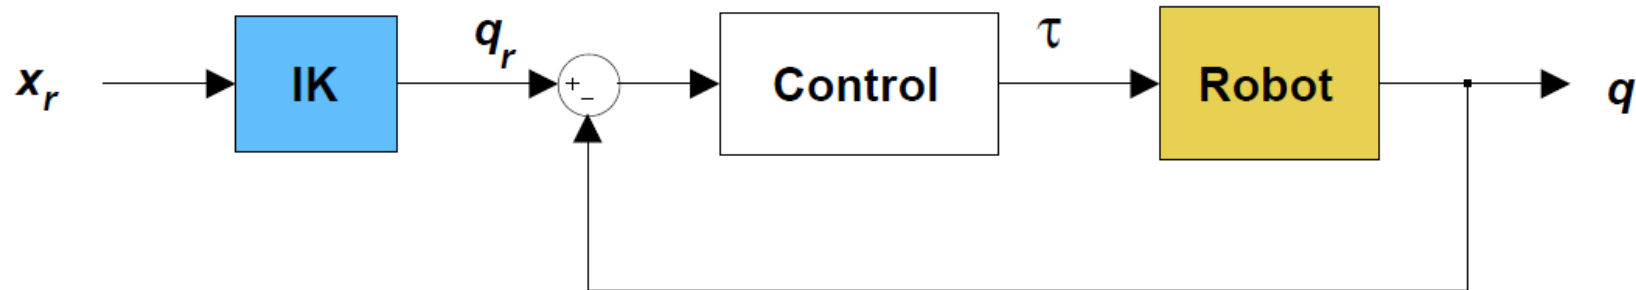 x_r IK q_r + − Control τ Robot q